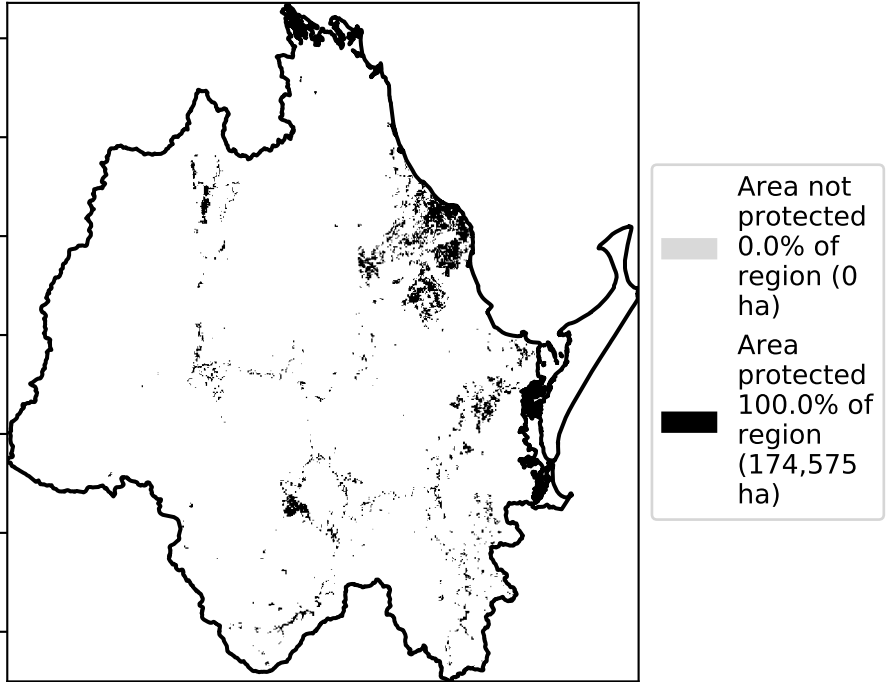 Area not
protected
0.0% of
region (0
ha)
Area
protected
100.0% of
region
(174,575
ha)